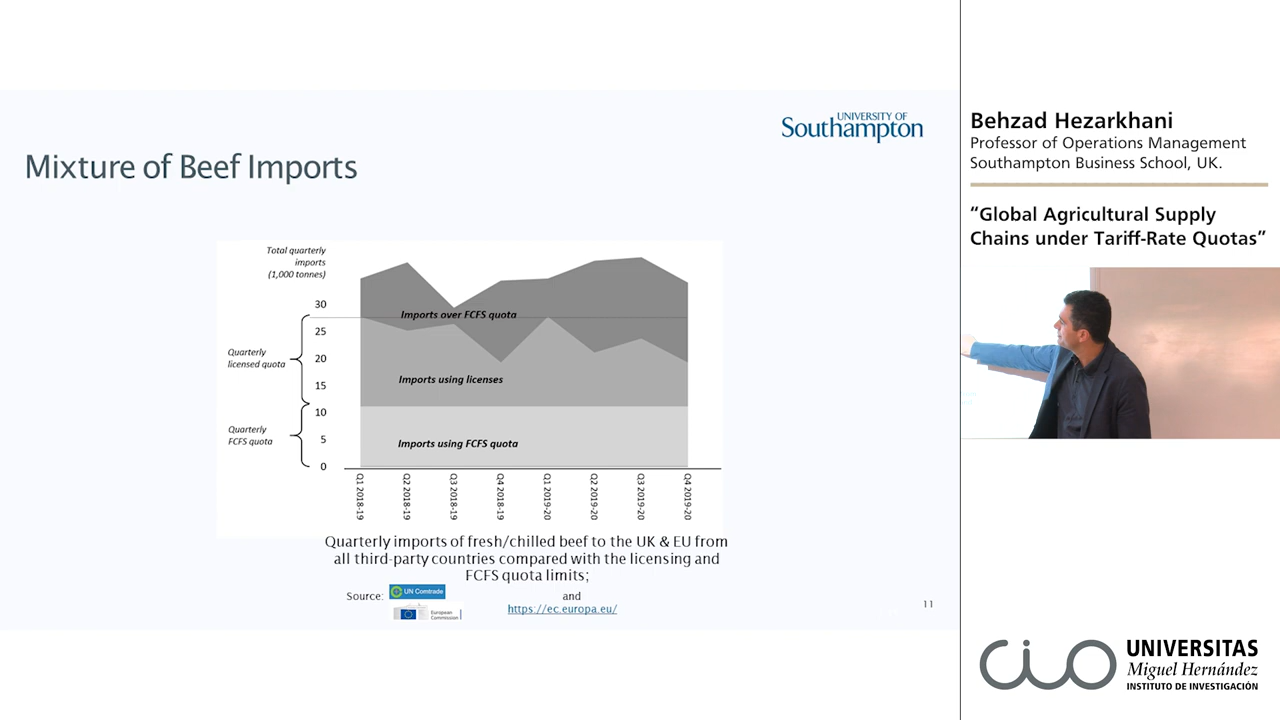 UNIVERSITY OF
Southampton
Mixture of Beef Imports
Total quarterly
imports
(1,000 tonnes)
30
25
20
15
10
5
0
Quarterly
licensed quota
Quarterly
FCFS quota
Imports over FCFS quota
Imports using licenses
Imports using FCFS quota
Q1 2018-19
Q2 2018-19
Q3 2018-19
Q4 2018-19
Q1 2019-20
Q2 2019-20
Q3 2019-20
Q4 2019-20
Quarterly imports of fresh/chilled beef to the UK & EU from
all third-party countries compared with the licensing and
FCFS quota limits;
Source: UN Comtrade and
European
Commission
https://ec.europa.eu/
11
Behzad Hezarkhani
Professor of Operations Management
Southampton Business School, UK.
“Global Agricultural Supply
Chains under Tariff-Rate Quotas”
cio
UNIVERSITAS
Miguel Hernández
INSTITUTO DE INVESTIGACIÓN